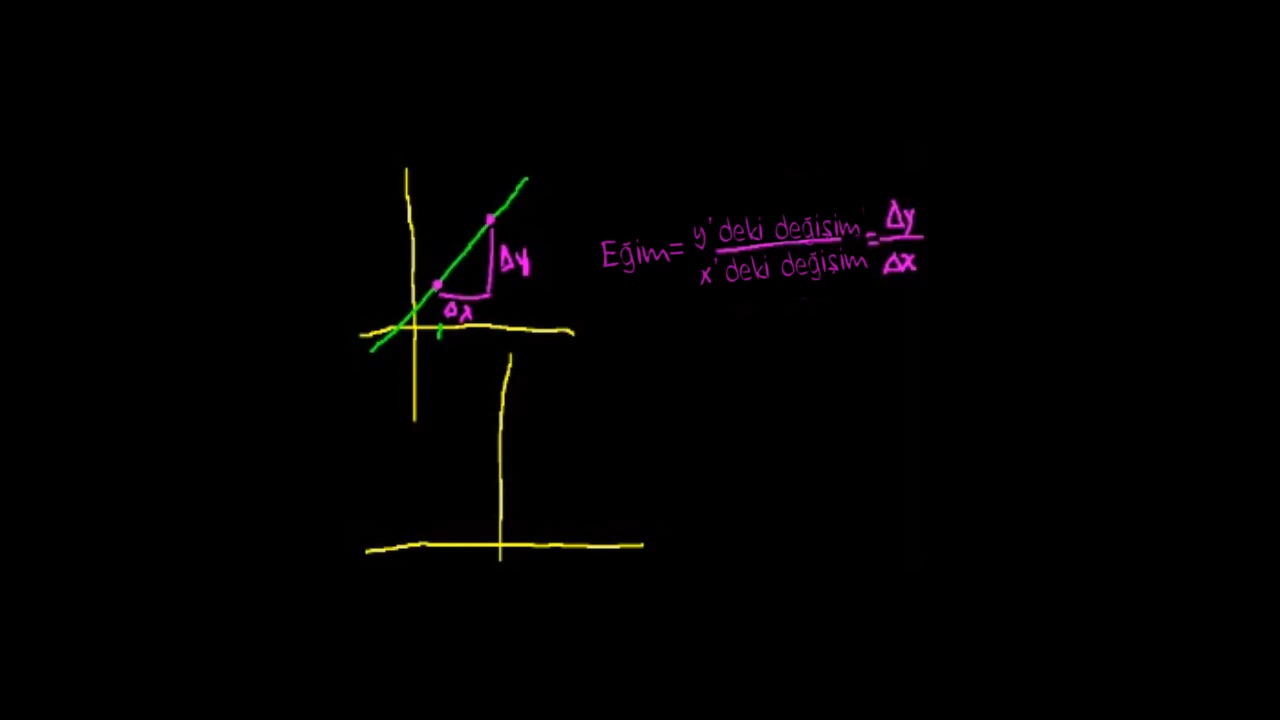 Δy
Δx
Eğim= y'deki değişim / x'deki değişim = Δy / Δx